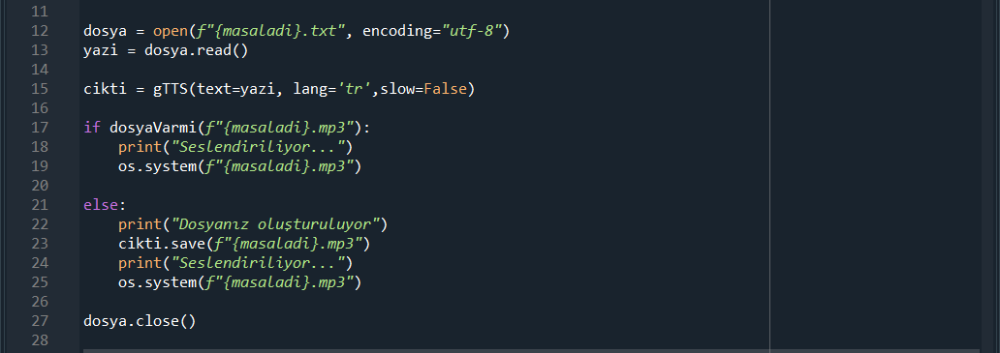 11
12 dosya = open(f"{masaladi}.txt", encoding="utf-8")
13 yazi = dosya.read()
14
15 cikti = gTTS(text=yazi, lang='tr',slow=False)
16
17 if dosyaVarmi(f"{masaladi}.mp3"):
18     print("Seslendiriliyor...")
19     os.system(f"{masaladi}.mp3")
20
21 else:
22     print("Dosyanız oluşturuluyor")
23     cikti.save(f"{masaladi}.mp3")
24     print("Seslendiriliyor...")
25     os.system(f"{masaladi}.mp3")
26
27 dosya.close()
28